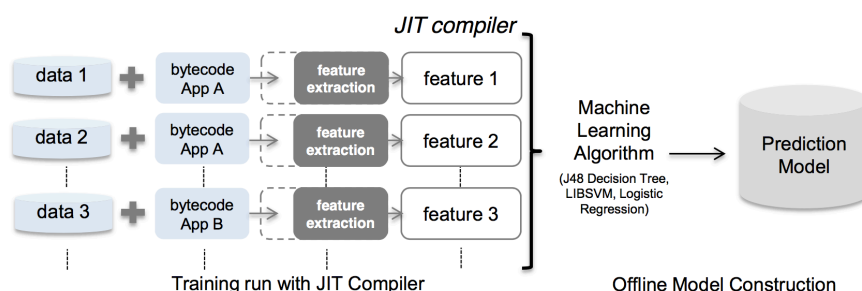 JIT compiler
data 1
bytecode
App A
feature
extraction
feature 1
data 2
bytecode
App A
feature
extraction
feature 2
data 3
bytecode
App B
feature
extraction
feature 3
Machine
Learning
Algorithm
(J48 Decision Tree,
LIBSVM, Logistic
Regression)
Prediction
Model
Training run with JIT Compiler
Offline Model Construction